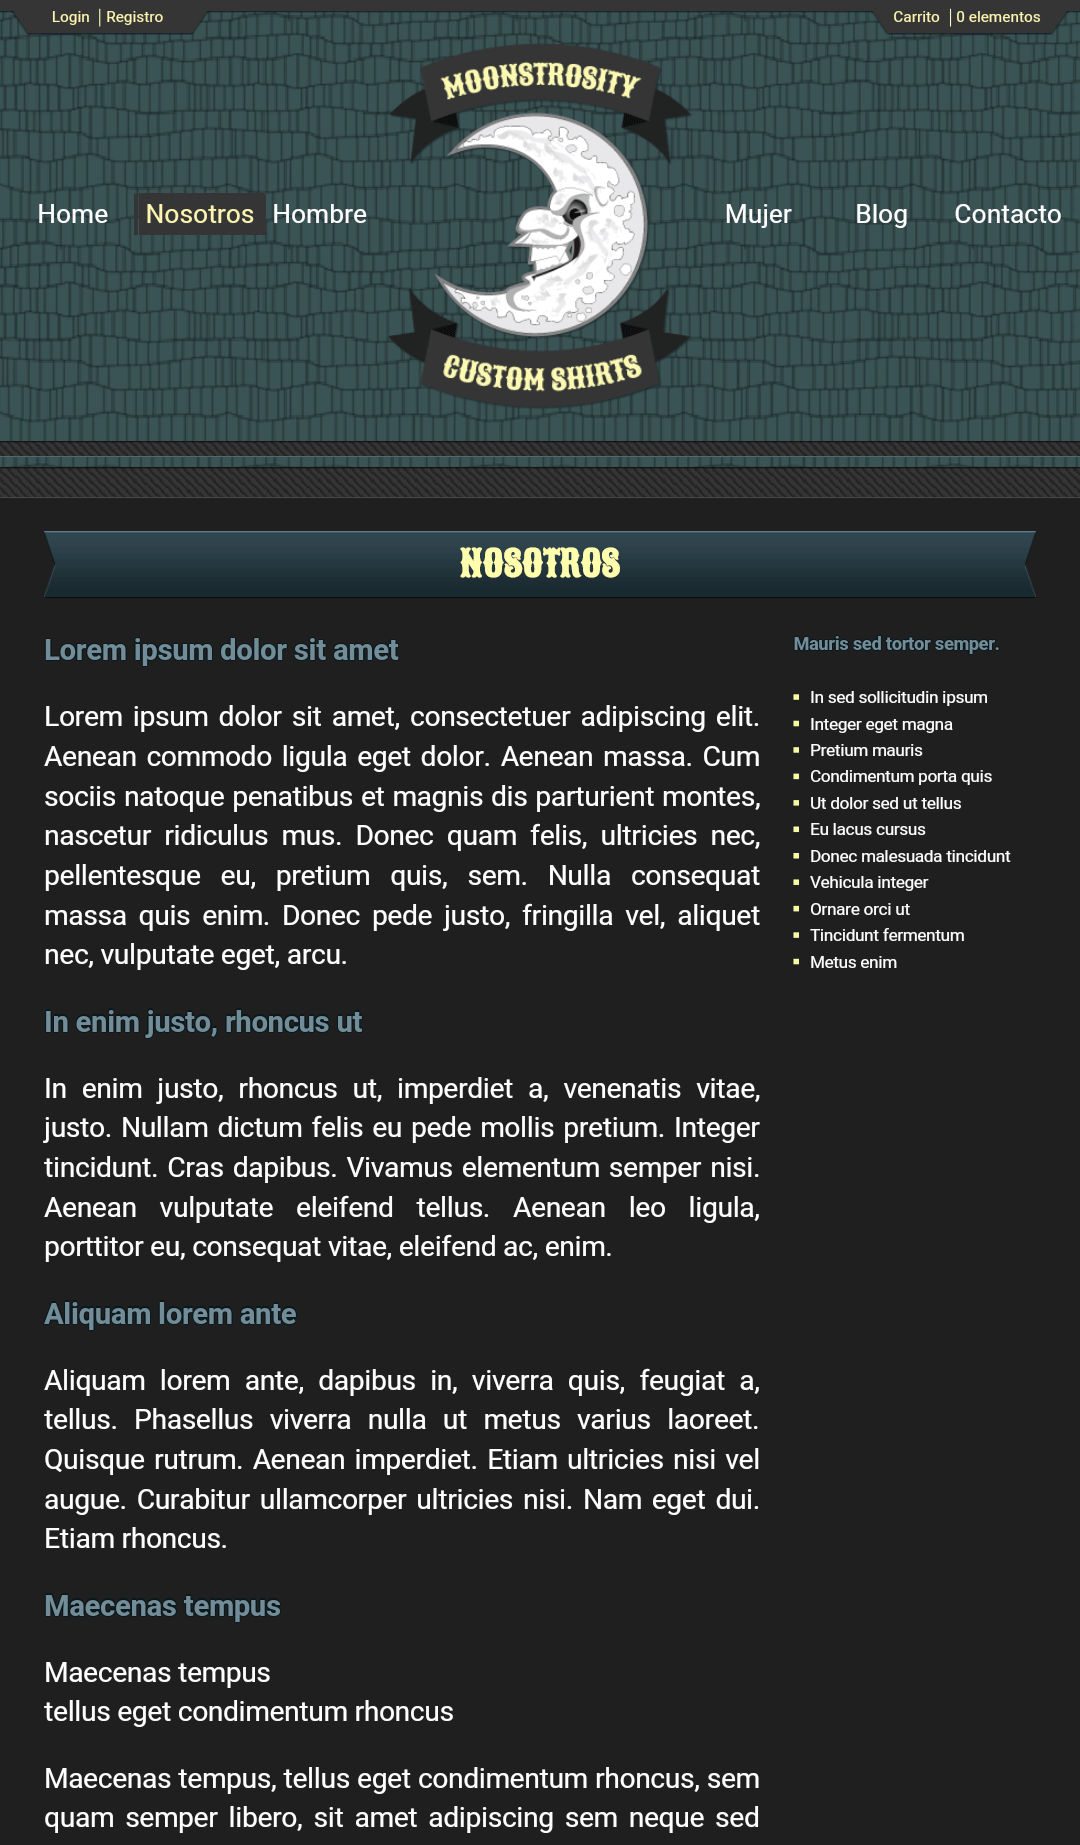 Login | Registro
Carrito | 0 elementos
MOONSTROSITY
Home
Nosotros
Hombre
Mujer
Blog
Contacto
CUSTOM SHIRTS
NOSOTROS
Lorem ipsum dolor sit amet
Lorem ipsum dolor sit amet, consectetuer adipiscing elit.
Aenean commodo ligula eget dolor. Aenean massa. Cum
sociis natoque penatibus et magnis dis parturient montes,
nascetur ridiculus mus. Donec quam felis, ultricies nec,
pellentesque eu, pretium quis, sem. Nulla consequat
massa quis enim. Donec pede justo, fringilla vel, aliquet
nec, vulputate eget, arcu.
In enim justo, rhoncus ut
In enim justo, rhoncus ut, imperdiet a, venenatis vitae,
justo. Nullam dictum felis eu pede mollis pretium. Integer
tincidunt. Cras dapibus. Vivamus elementum semper nisi.
Aenean vulputate eleifend tellus. Aenean leo ligula,
porttitor eu, consequat vitae, eleifend ac, enim.
Aliquam lorem ante
Aliquam lorem ante, dapibus in, viverra quis, feugiat a,
tellus. Phasellus viverra nulla ut metus varius laoreet.
Quisque rutrum. Aenean imperdiet. Etiam ultricies nisi vel
augue. Curabitur ullamcorper ultricies nisi. Nam eget dui.
Etiam rhoncus.
Maecenas tempus
Maecenas tempus
tellus eget condimentum rhoncus
Maecenas tempus, tellus eget condimentum rhoncus, sem
quam semper libero, sit amet adipiscing sem neque sed
Mauris sed tortor semper.
In sed sollicitudin ipsum
Integer eget magna
Pretium mauris
Condimentum porta quis
Ut dolor sed ut tellus
Eu lacus cursus
Donec malesuada tincidunt
Vehicula integer
Ornare orci ut
Tincidunt fermentum
Metus enim